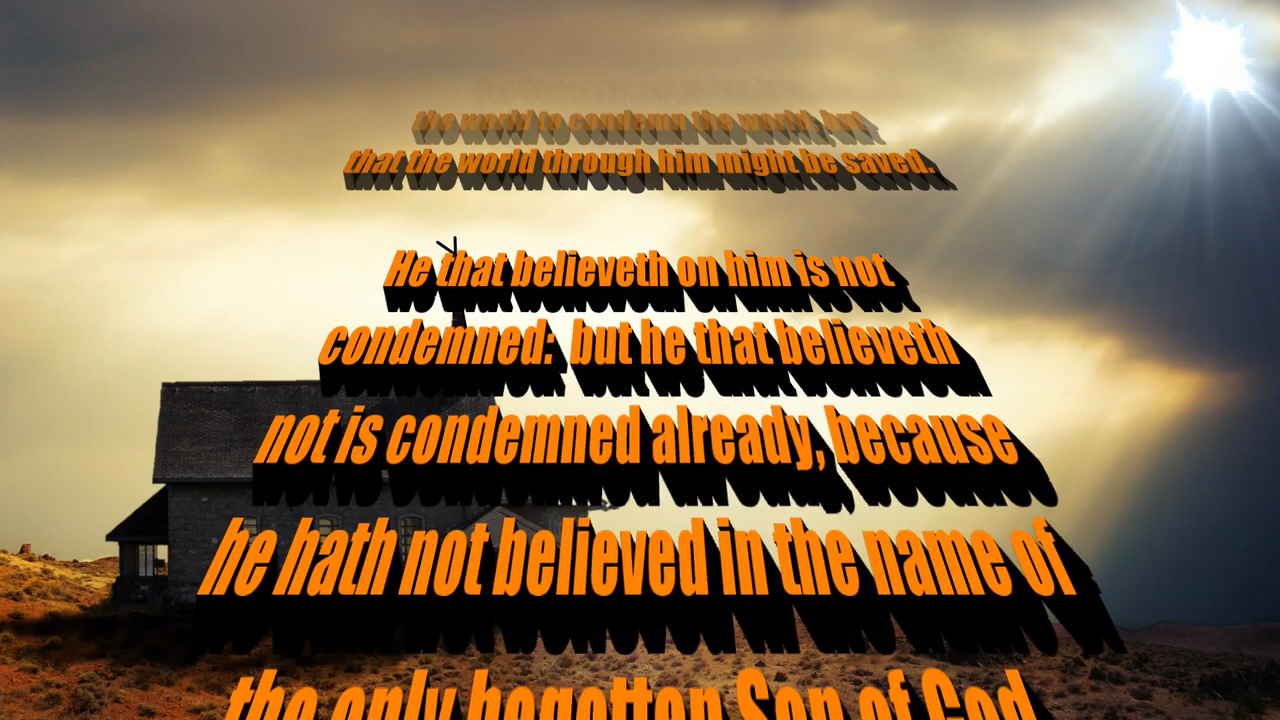 the world to condemn the world, but
that the world through him might be saved.
He that believeth on him is not
condemned: but he that believeth
not is condemned already, because
he hath not believed in the name of
the only begotten Son of God.